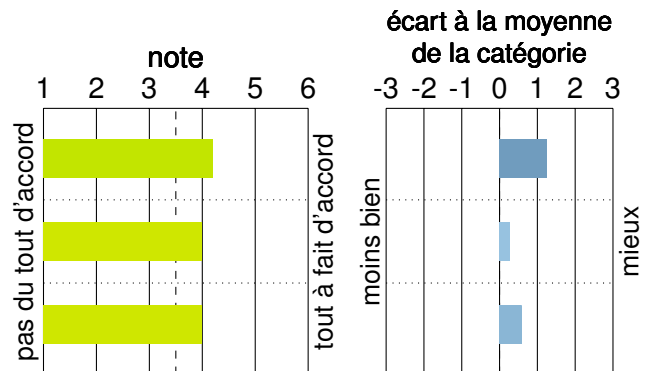 note
1 2 3 4 5 6
pas du tout d'accord
tout à fait d'accord
écart à la moyenne
de la catégorie
-3 -2 -1 0 1 2 3
moins bien
mieux